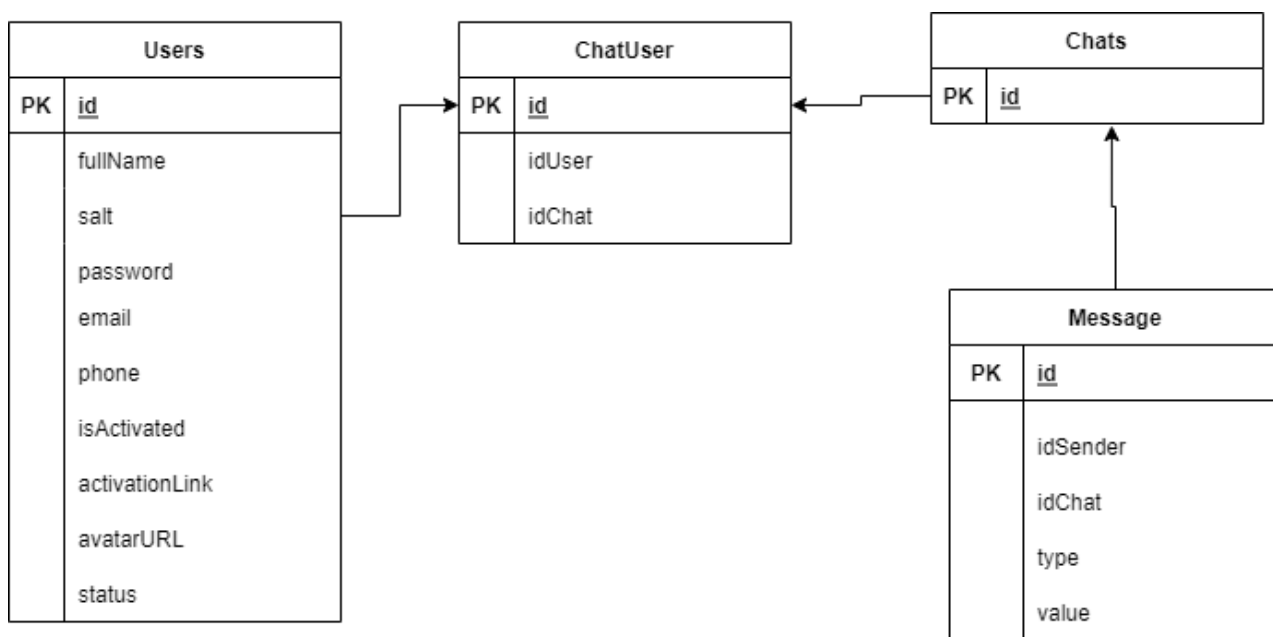 Users
PK id
fullName
salt
password
email
phone
isActivated
activationLink
avatarURL
status
ChatUser
PK id
idUser
idChat
Chats
PK id
Message
PK id
idSender
idChat
type
value